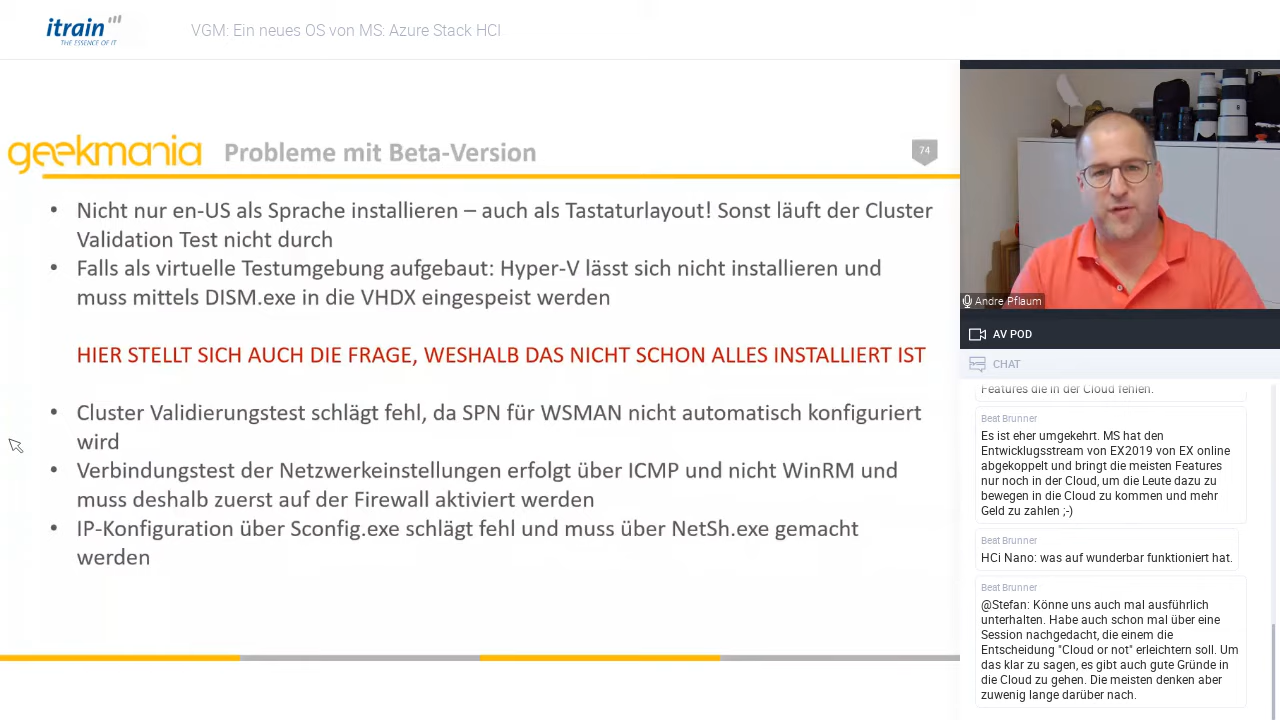 itrain
THE ESSENCE OF IT
VGM: Ein neues OS von MS: Azure Stack HCI
geekmania
Probleme mit Beta-Version
74
• Nicht nur en-US als Sprache installieren – auch als Tastaturlayout! Sonst läuft der Cluster
Validation Test nicht durch
• Falls als virtuelle Testumgebung aufgebaut: Hyper-V lässt sich nicht installieren und
muss mittels DISM.exe in die VHDX eingespeist werden
HIER STELLT SICH AUCH DIE FRAGE, WESHALB DAS NICHT SCHON ALLES INSTALLIERT IST
• Cluster Validierungstest schlägt fehl, da SPN für WSMAN nicht automatisch konfiguriert
wird
• Verbindungstest der Netzwerkeinstellungen erfolgt über ICMP und nicht WinRM und
muss deshalb zuerst auf der Firewall aktiviert werden
• IP-Konfiguration über Sconfig.exe schlägt fehl und muss über NetSh.exe gemacht
werden
Andre Pflaum
AV POD
CHAT
Features die in der Cloud fehlen.
Beat Brunner
Es ist eher umgekehrt. MS hat den
Entwicklugsstream von EX2019 von EX online
abgekoppelt und bringt die meisten Features
nur noch in der Cloud, um die Leute dazu zu
bewegen in die Cloud zu kommen und mehr
Geld zu zahlen ;-)
Beat Brunner
HCi Nano: was auf wunderbar funktioniert hat.
Beat Brunner
@Stefan: Könne uns auch mal ausführlich
unterhalten. Habe auch schon mal über eine
Session nachgedacht, die einem die
Entscheidung "Cloud or not" erleichtern soll. Um
das klar zu sagen, es gibt auch gute Gründe in
die Cloud zu gehen. Die meisten denken aber
zuwenig lange darüber nach.